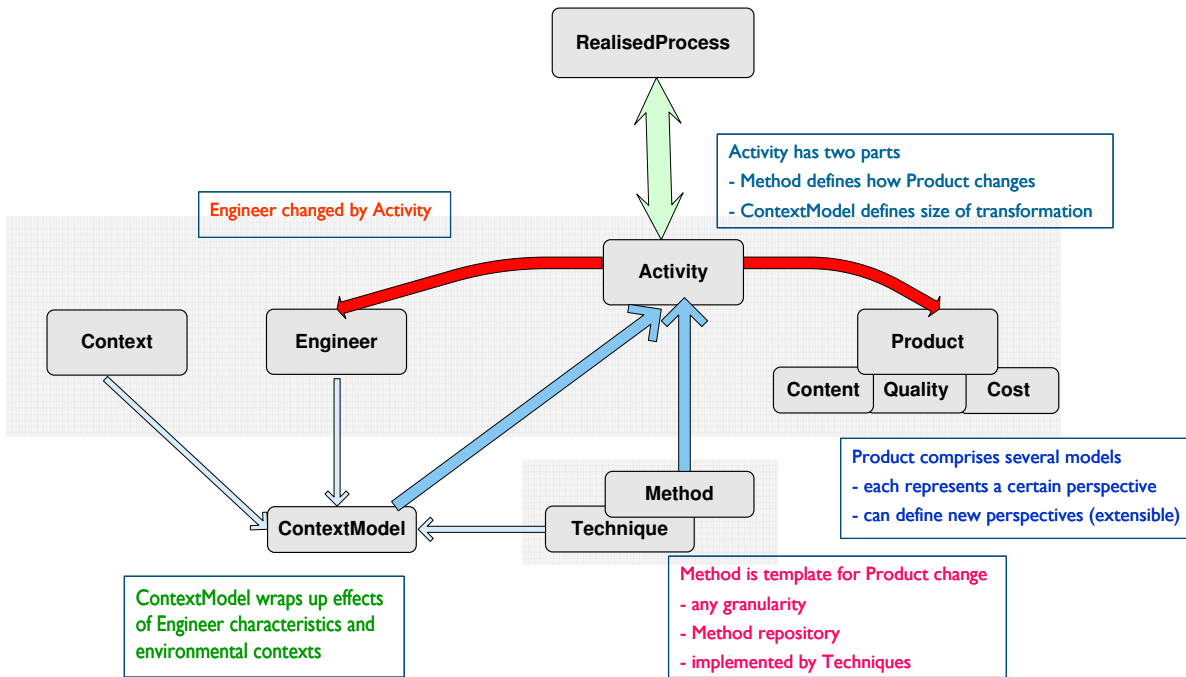 RealisedProcess
Activity has two parts
- Method defines how Product changes
- ContextModel defines size of transformation
Engineer changed by Activity
Activity
Context
Engineer
Product
Content
Quality
Cost
Product comprises several models
- each represents a certain perspective
- can define new perspectives (extensible)
Method
Technique
ContextModel
Method is template for Product change
- any granularity
- Method repository
- implemented by Techniques
ContextModel wraps up effects
of Engineer characteristics and
environmental contexts